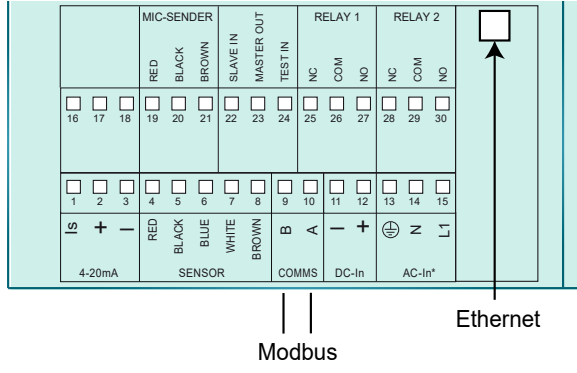 MIC-SENDER RELAY 1 RELAY 2
RED BLACK BROWN SLAVE IN MASTER OUT TEST IN NC COM NO NC COM NO
16 17 18 19 20 21 22 23 24 25 26 27 28 29 30
1 2 3 4 5 6 7 8 9 10 11 12 13 14 15
Is + — RED BLACK BLUE WHITE BROWN B A — + N L1
4-20mA SENSOR COMMS DC-In AC-In*
Ethernet
Modbus